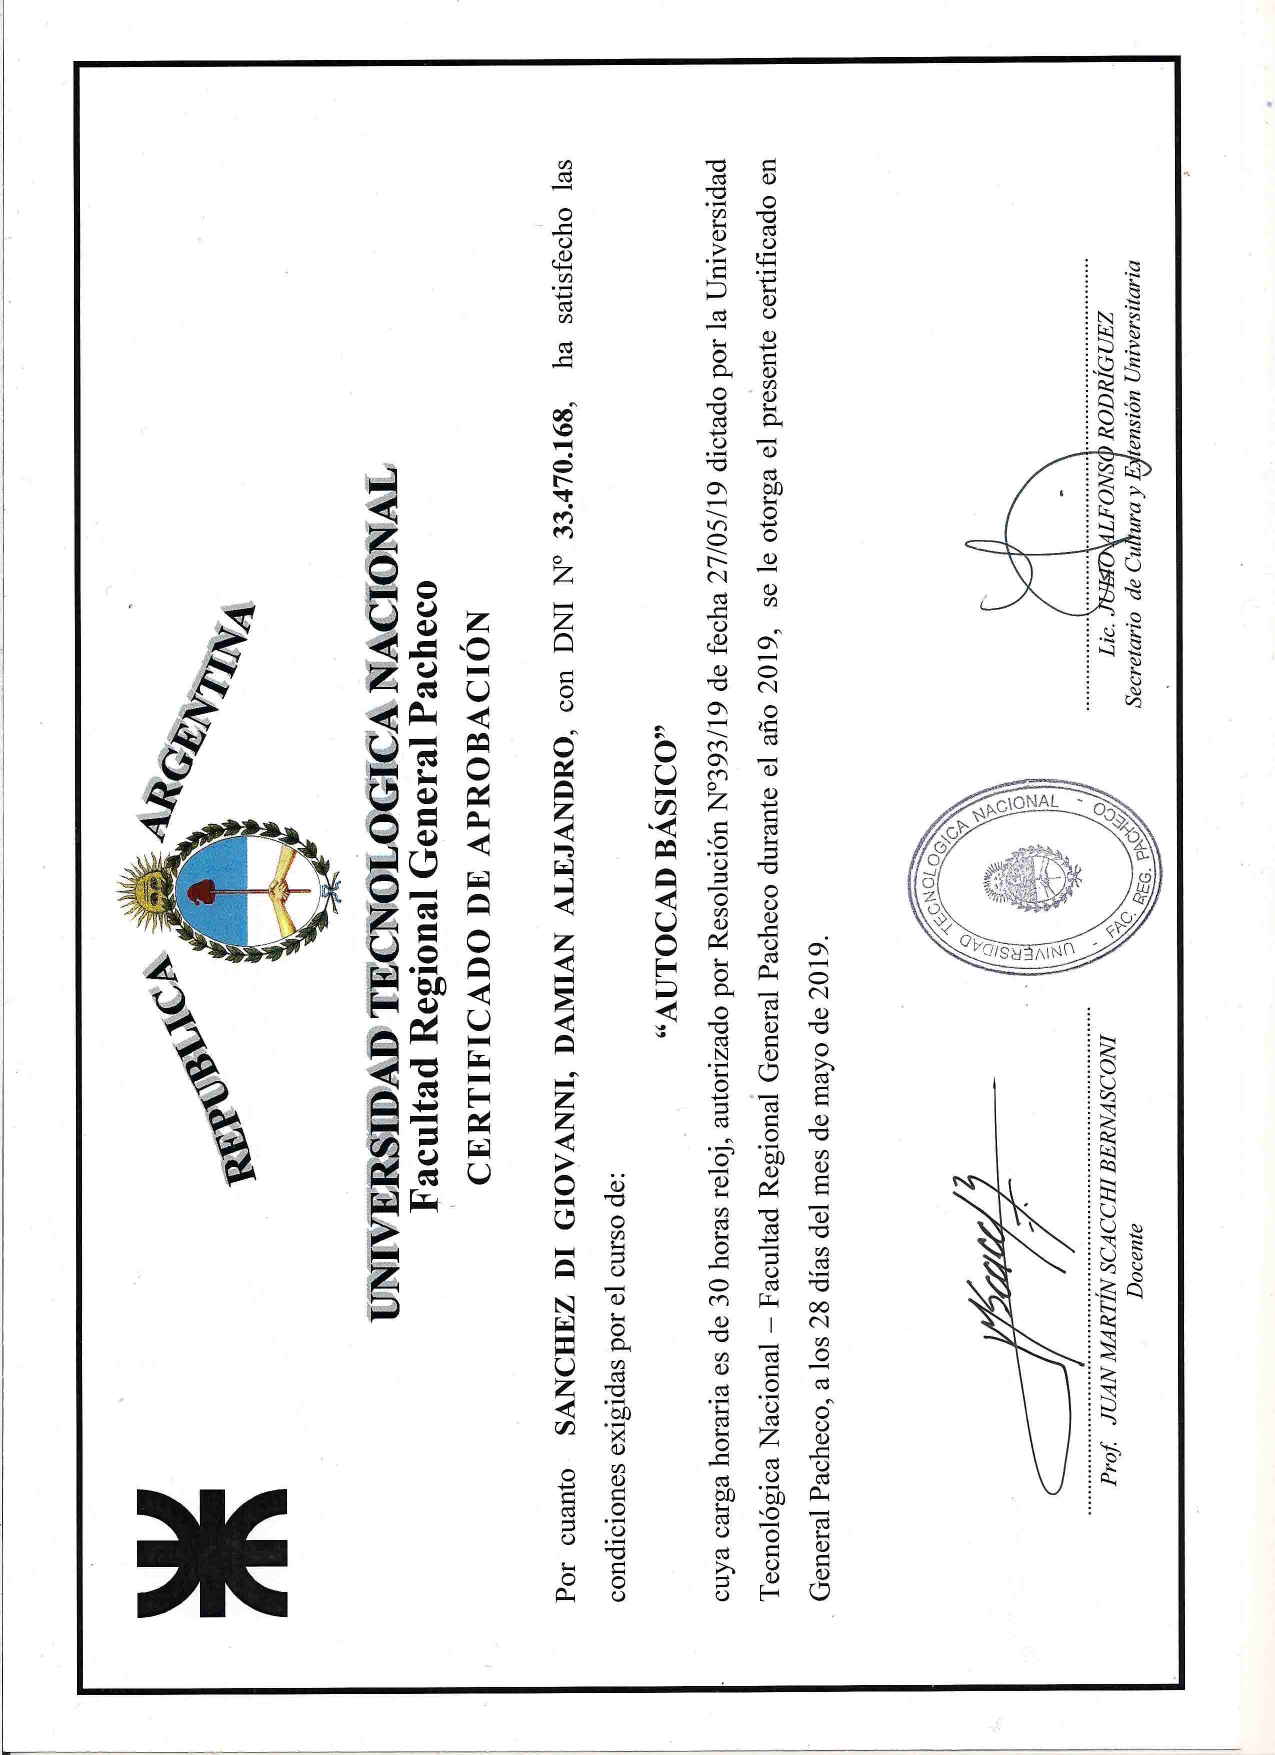 REPUBLICA ARGENTINA
UNIVERSIDAD TECNOLOGICA NACIONAL
Facultad Regional General Pacheco
CERTIFICADO DE APROBACIÓN
Por cuanto SANCHEZ DI GIOVANNI, DAMIAN ALEJANDRO, con DNI Nº 33.470.168, ha satisfecho las
condiciones exigidas por el curso de:
“AUTOCAD BÁSICO”
cuya carga horaria es de 30 horas reloj, autorizado por Resolución Nº393/19 de fecha 27/05/19 dictado por la Universidad
Tecnológica Nacional – Facultad Regional General Pacheco durante el año 2019, se le otorga el presente certificado en
General Pacheco, a los 28 días del mes de mayo de 2019.
UNIVERSIDAD TECNOLOGICA NACIONAL
- FAC. REG. PACHECO -
Prof. JUAN MARTÍN SCACCHI BERNASCONI
Docente
Lic. JULIO ALFONSO RODRÍGUEZ
Secretario de Cultura y Extensión Universitaria